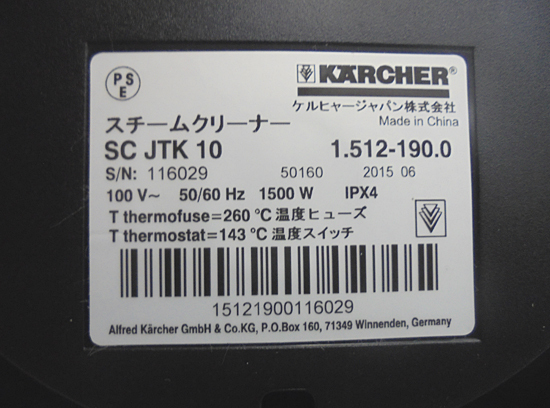 PS
E
KÄRCHER®
ケルヒャージャパン株式会社
Made in China
スチームクリーナー
SC JTK 10 1.512-190.0
S/N: 116029 50160 2015 06
100 V~ 50/60 Hz 1500 W IPX4
T thermofuse=260 °C 温度ヒューズ
T thermostat=143 °C 温度スイッチ
15121900116029
Alfred Kärcher GmbH & Co.KG, P.O.Box 160, 71349 Winnenden, Germany